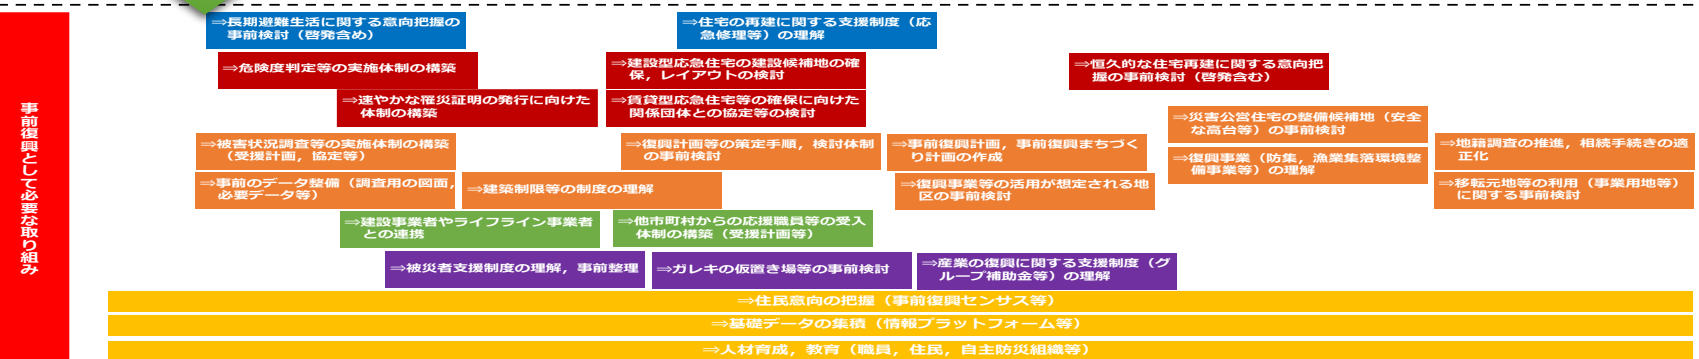 事前復興として必要な取り組み
⇒長期避難生活に関する意向把握の
事前検討（啓発含め）
⇒住宅の再建に関する支援制度（応
急修理等）の理解
⇒危険度判定等の実施体制の構築
⇒建設型応急住宅の建設候補地の確
保，レイアウトの検討
⇒恒久的な住宅再建に関する意向把
握の事前検討（啓発含む）
⇒速やかな罹災証明の発行に向けた
体制の構築
⇒賃貸型応急住宅等の確保に向けた
関係団体との協定等の検討
⇒災害公営住宅の整備候補地（安全
な高台等）の事前検討
⇒被害状況調査等の実施体制の構築
（受援計画，協定等）
⇒復興計画等の策定手順，検討体制
の事前検討
⇒事前復興計画，事前復興まちづく
り計画の作成
⇒復興事業（防集，漁業集落環境整
備事業等）の理解
⇒地籍調査の推進，相続手続きの適
正化
⇒事前のデータ整備（調査用の図面，
必要データ等）
⇒建築制限等の制度の理解
⇒復興事業等の活用が想定される地
区の事前検討
⇒移転元地等の利用（事業用地等）
に関する事前検討
⇒建設事業者やライフライン事業者
との連携
⇒他市町村からの応援職員等の受入
体制の構築（受援計画等）
⇒被災者支援制度の理解，事前整理
⇒ガレキの仮置き場等の事前検討
⇒産業の復興に関する支援制度（グ
ループ補助金等）の理解
⇒住民意向の把握（事前復興センサス等）
⇒基礎データの集積（情報プラットフォーム等）
⇒人材育成，教育（職員，住民，自主防災組織等）